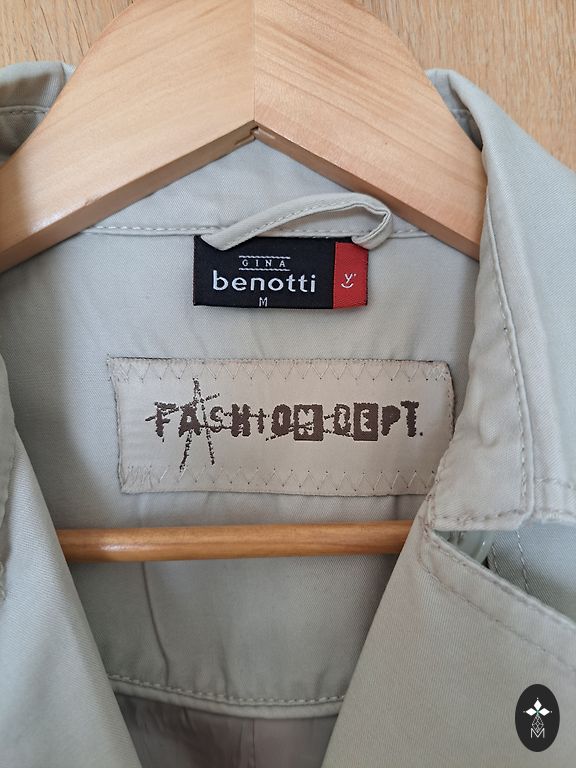 GINA
benotti
M
FASHION DEPT.
M